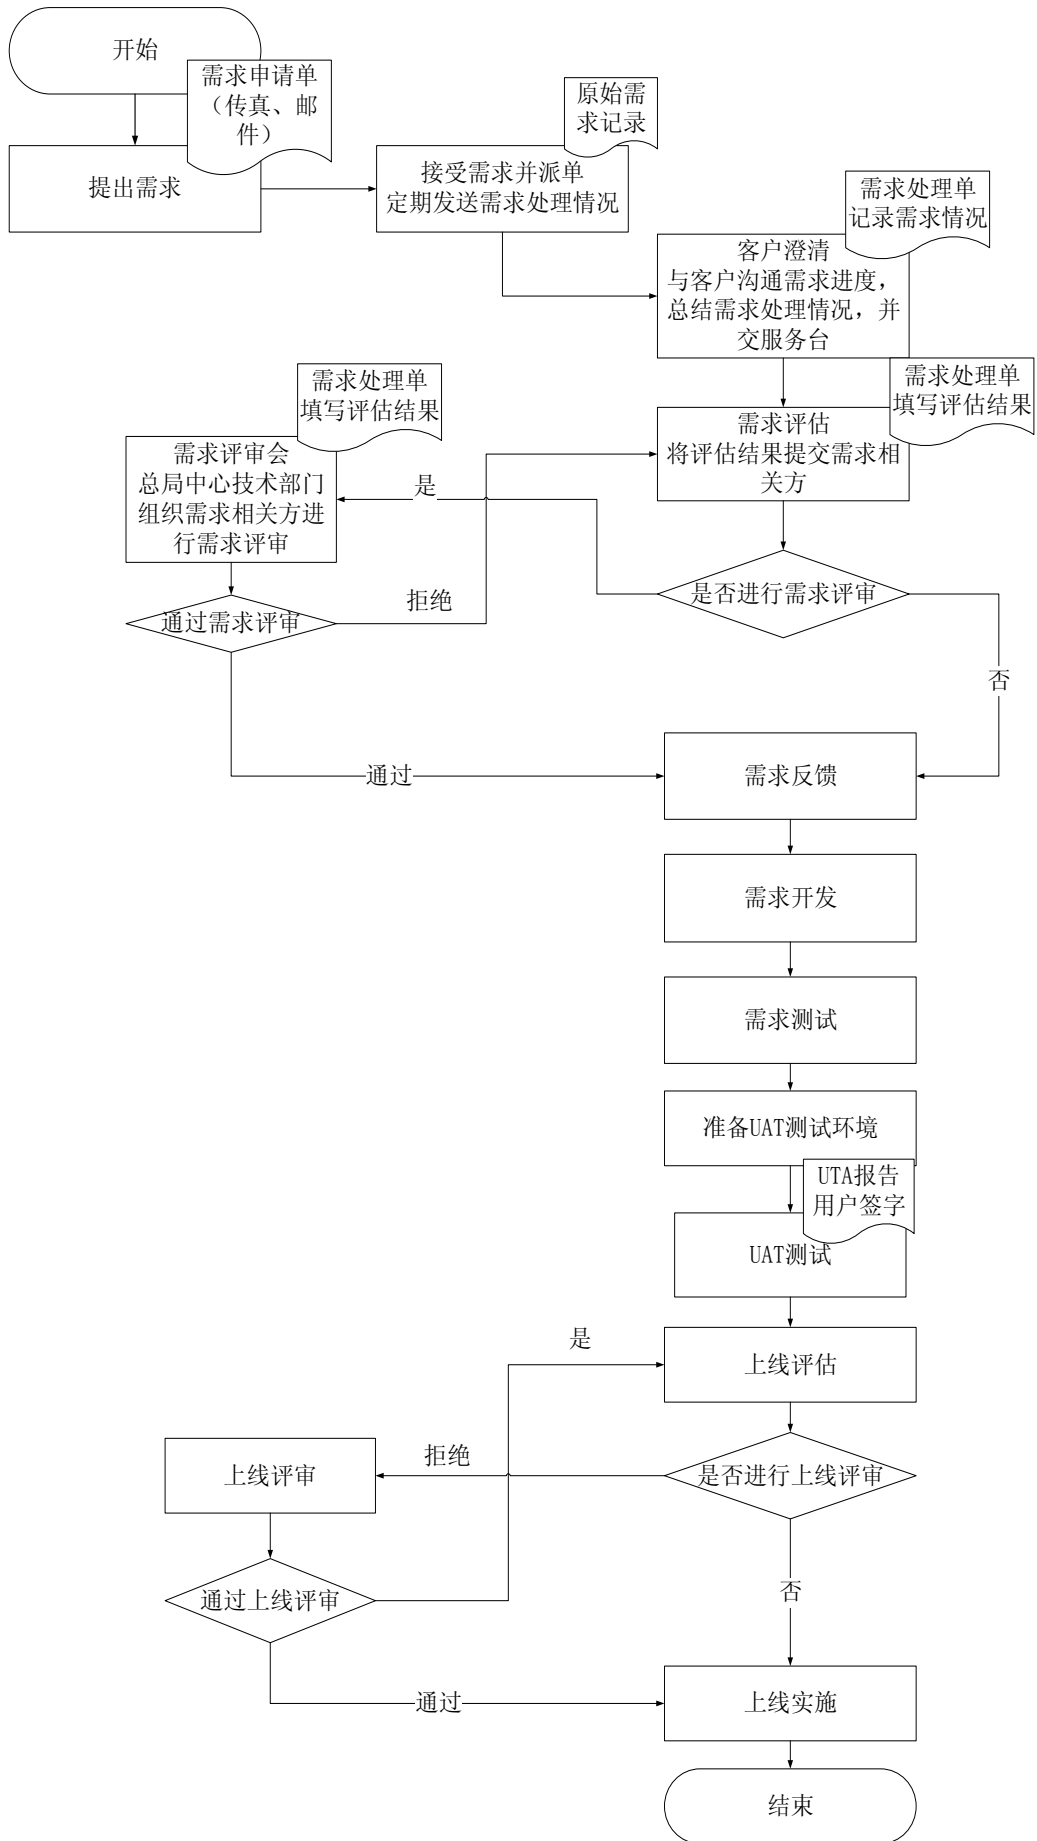 开始
需求申请单
（传真、邮
件）
提出需求
原始需
求记录
接受需求并派单
定期发送需求处理情况
需求处理单
记录需求情况
客户澄清
与客户沟通需求进度，
总结需求处理情况，并
交服务台
需求处理单
填写评估结果
需求评估
将评估结果提交需求相
关方
需求处理单
填写评估结果
需求评审会
总局中心技术部门
组织需求相关方进
行需求评审
是
是否进行需求评审
拒绝
通过需求评审
否
通过
需求反馈
需求开发
需求测试
准备UAT测试环境
UTA报告
用户签字
UAT测试
是
上线评估
拒绝
是否进行上线评审
上线评审
通过上线评审
否
通过
上线实施
结束